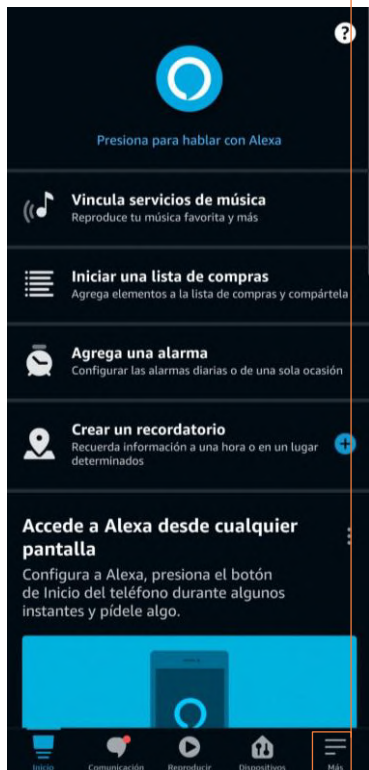 ?
Presiona para hablar con Alexa
Vincula servicios de música
Reproduce tu música favorita y más
Iniciar una lista de compras
Agrega elementos a la lista de compras y compártela
Agrega una alarma
Configurar las alarmas diarias o de una sola ocasión
Crear un recordatorio
Recuerda información a una hora o en un lugar
determinados
Accede a Alexa desde cualquier
pantalla
Configura a Alexa, presiona el botón
de Inicio del teléfono durante algunos
instantes y pídele algo.
Inicio Comunicación Reproducir Dispositivos Más